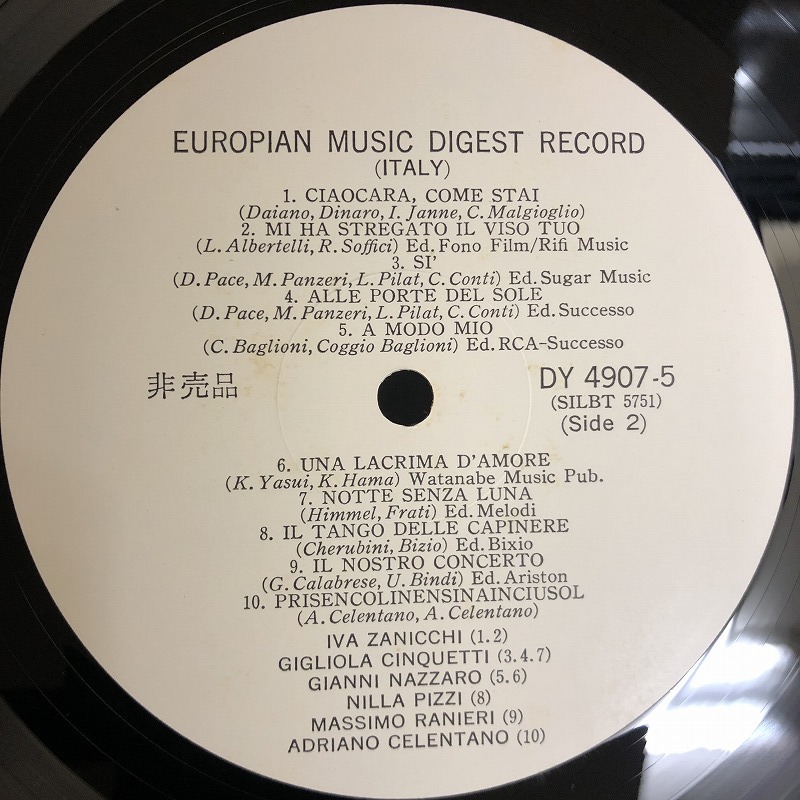 EUROPIAN MUSIC DIGEST RECORD
(ITALY)
1. CIAOCARA, COME STAI
(Daiano, Dinaro, I. Janne, C. Malgioglio)
2. MI HA STREGATO IL VISO TUO
(L. Albertelli, R. Soffici) Ed. Fono Film/Rifi Music
3. SI'
(D. Pace, M. Panzeri, L. Pilat, C. Conti) Ed. Sugar Music
4. ALLE PORTE DEL SOLE
(D. Pace, M. Panzeri, L. Pilat, C. Conti) Ed. Successo
5. A MODO MIO
(C. Baglioni, Coggio Baglioni) Ed. RCA-Successo
非売品
DY 4907-5
(SILBT 5751)
(Side 2)
6. UNA LACRIMA D'AMORE
(K. Yasui, K. Hama) Watanabe Music Pub.
7. NOTTE SENZA LUNA
(Himmel, Frati) Ed. Melodi
8. IL TANGO DELLE CAPINERE
(Cherubini, Bizio) Ed. Bixio
9. IL NOSTRO CONCERTO
(G. Calabrese, U. Bindi) Ed. Ariston
10. PRISENCOLINENSINAINCIUSOL
(A. Celentano, A. Celentano)
IVA ZANICCHI (1.2)
GIGLIOLA CINQUETTI (3.4.7)
GIANNI NAZZARO (5.6)
NILLA PIZZI (8)
MASSIMO RANIERI (9)
ADRIANO CELENTANO (10)